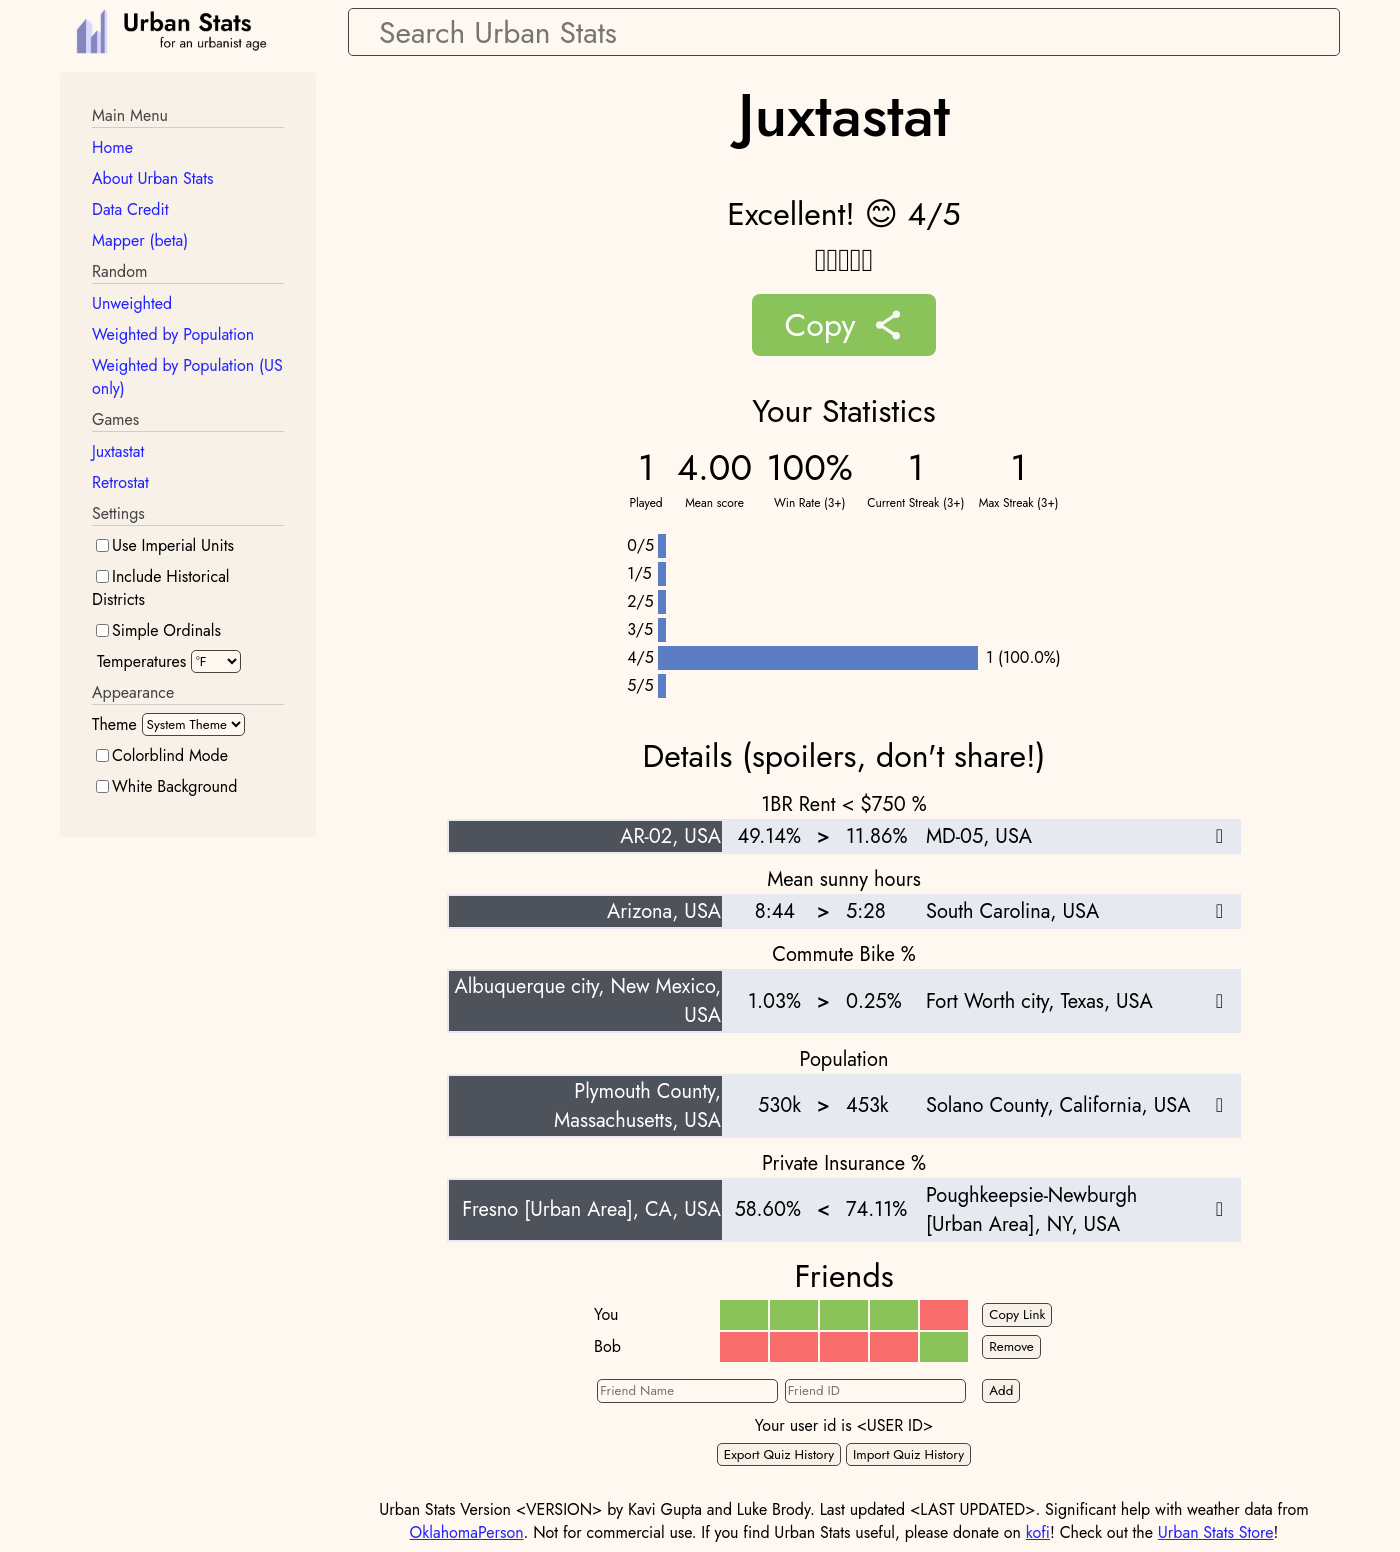 Urban Stats
for an urbanist age
Search Urban Stats
Main Menu
Home
About Urban Stats
Data Credit
Mapper (beta)
Random
Unweighted
Weighted by Population
Weighted by Population (US
only)
Games
Juxtastat
Retrostat
Settings
Use Imperial Units
Include Historical
Districts
Simple Ordinals
Temperatures °F
Appearance
Theme System Theme
Colorblind Mode
White Background
Juxtastat
Excellent! 😊 4/5
Copy
Your Statistics
1 4.00 100% 1 1
Played Mean score Win Rate (3+) Current Streak (3+) Max Streak (3+)
0/5
1/5
2/5
3/5
4/5 1 (100.0%)
5/5
Details (spoilers, don't share!)
1BR Rent < $750 %
AR-02, USA 49.14% > 11.86% MD-05, USA
Mean sunny hours
Arizona, USA 8:44 > 5:28 South Carolina, USA
Commute Bike %
Albuquerque city, New Mexico,
USA 1.03% > 0.25% Fort Worth city, Texas, USA
Population
Plymouth County,
Massachusetts, USA 530k > 453k Solano County, California, USA
Private Insurance %
Fresno [Urban Area], CA, USA 58.60% < 74.11% Poughkeepsie-Newburgh
[Urban Area], NY, USA
Friends
You Copy Link
Bob Remove
Friend Name Friend ID Add
Your user id is <USER ID>
Export Quiz History Import Quiz History
Urban Stats Version <VERSION> by Kavi Gupta and Luke Brody. Last updated <LAST UPDATED>. Significant help with weather data from
OklahomaPerson. Not for commercial use. If you find Urban Stats useful, please donate on kofi! Check out the Urban Stats Store!